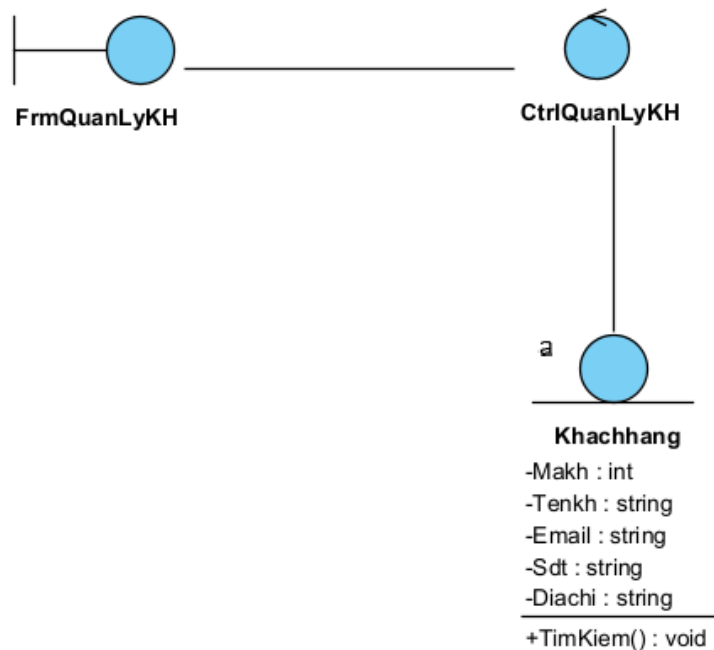 FrmQuanLyKH
CtrlQuanLyKH
a
Khachhang
-Makh : int
-Tenkh : string
-Email : string
-Sdt : string
-Diachi : string
+TimKiem() : void